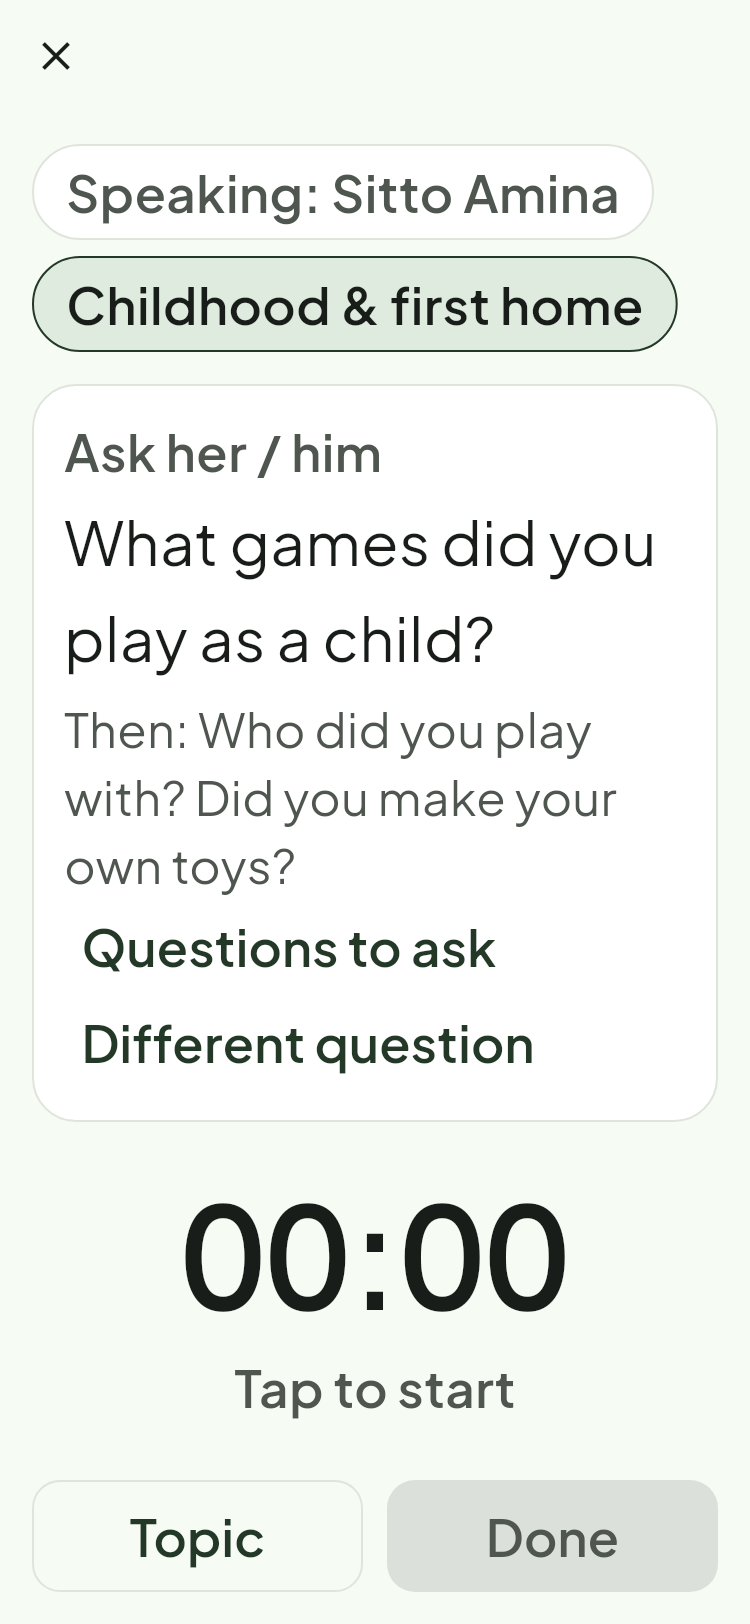 Speaking: Sitto Amina
Childhood & first home
Ask her / him
What games did you
play as a child?
Then: Who did you play
with? Did you make your
own toys?
Questions to ask
Different question
00:00
Tap to start
Topic
Done